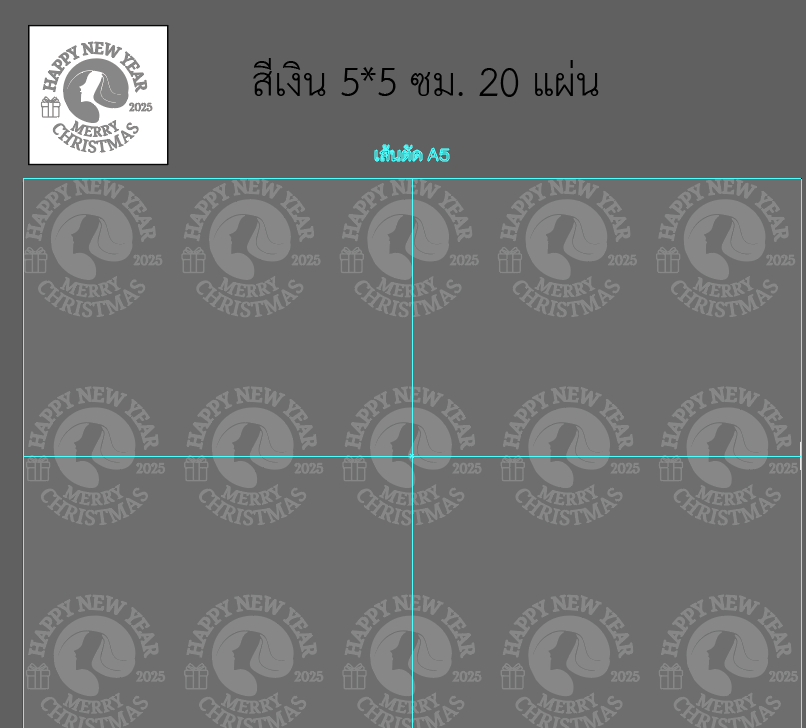 HAPPY NEW YEAR
2025
MERRY
CHRISTMAS
สีเงิน 5*5 ซม. 20 แผ่น
เส้นตัด A5
HAPPY NEW YEAR HAPPY NEW YEAR HAPPY NEW YEAR HAPPY NEW YEAR HAPPY NEW YEAR
2025 2025 2025 2025 2025
MERRY MERRY MERRY MERRY MERRY
CHRISTMAS CHRISTMAS CHRISTMAS CHRISTMAS CHRISTMAS
HAPPY NEW YEAR HAPPY NEW YEAR HAPPY NEW YEAR HAPPY NEW YEAR HAPPY NEW YEAR
2025 2025 2025 2025 2025
MERRY MERRY MERRY MERRY MERRY
CHRISTMAS CHRISTMAS CHRISTMAS CHRISTMAS CHRISTMAS
HAPPY NEW YEAR HAPPY NEW YEAR HAPPY NEW YEAR HAPPY NEW YEAR HAPPY NEW YEAR
2025 2025 2025 2025 2025
MERRY MERRY MERRY MERRY MERRY
CHRISTMAS CHRISTMAS CHRISTMAS CHRISTMAS CHRISTMAS